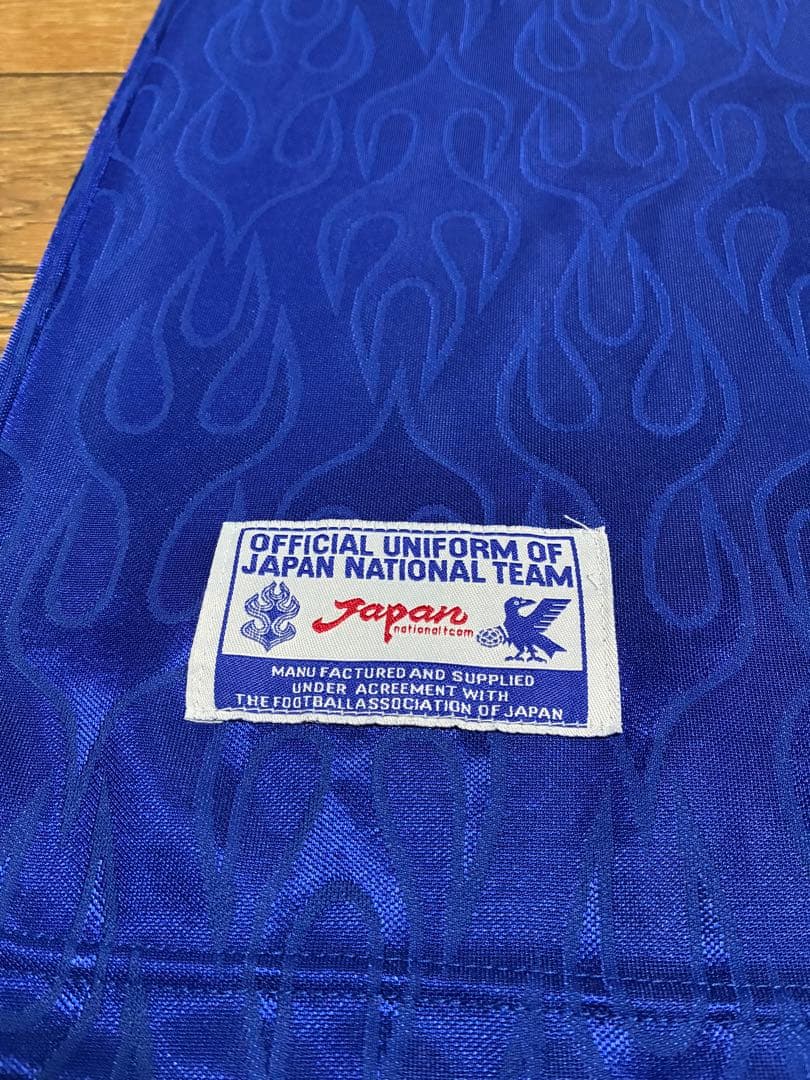 OFFICIAL UNIFORM OF
JAPAN NATIONAL TEAM
Japan
nationalteam
MANU FACTURED AND SUPPLIED
UNDER ACREEMENT WITH
THE FOOTBALLASSOCIATION OF JAPAN